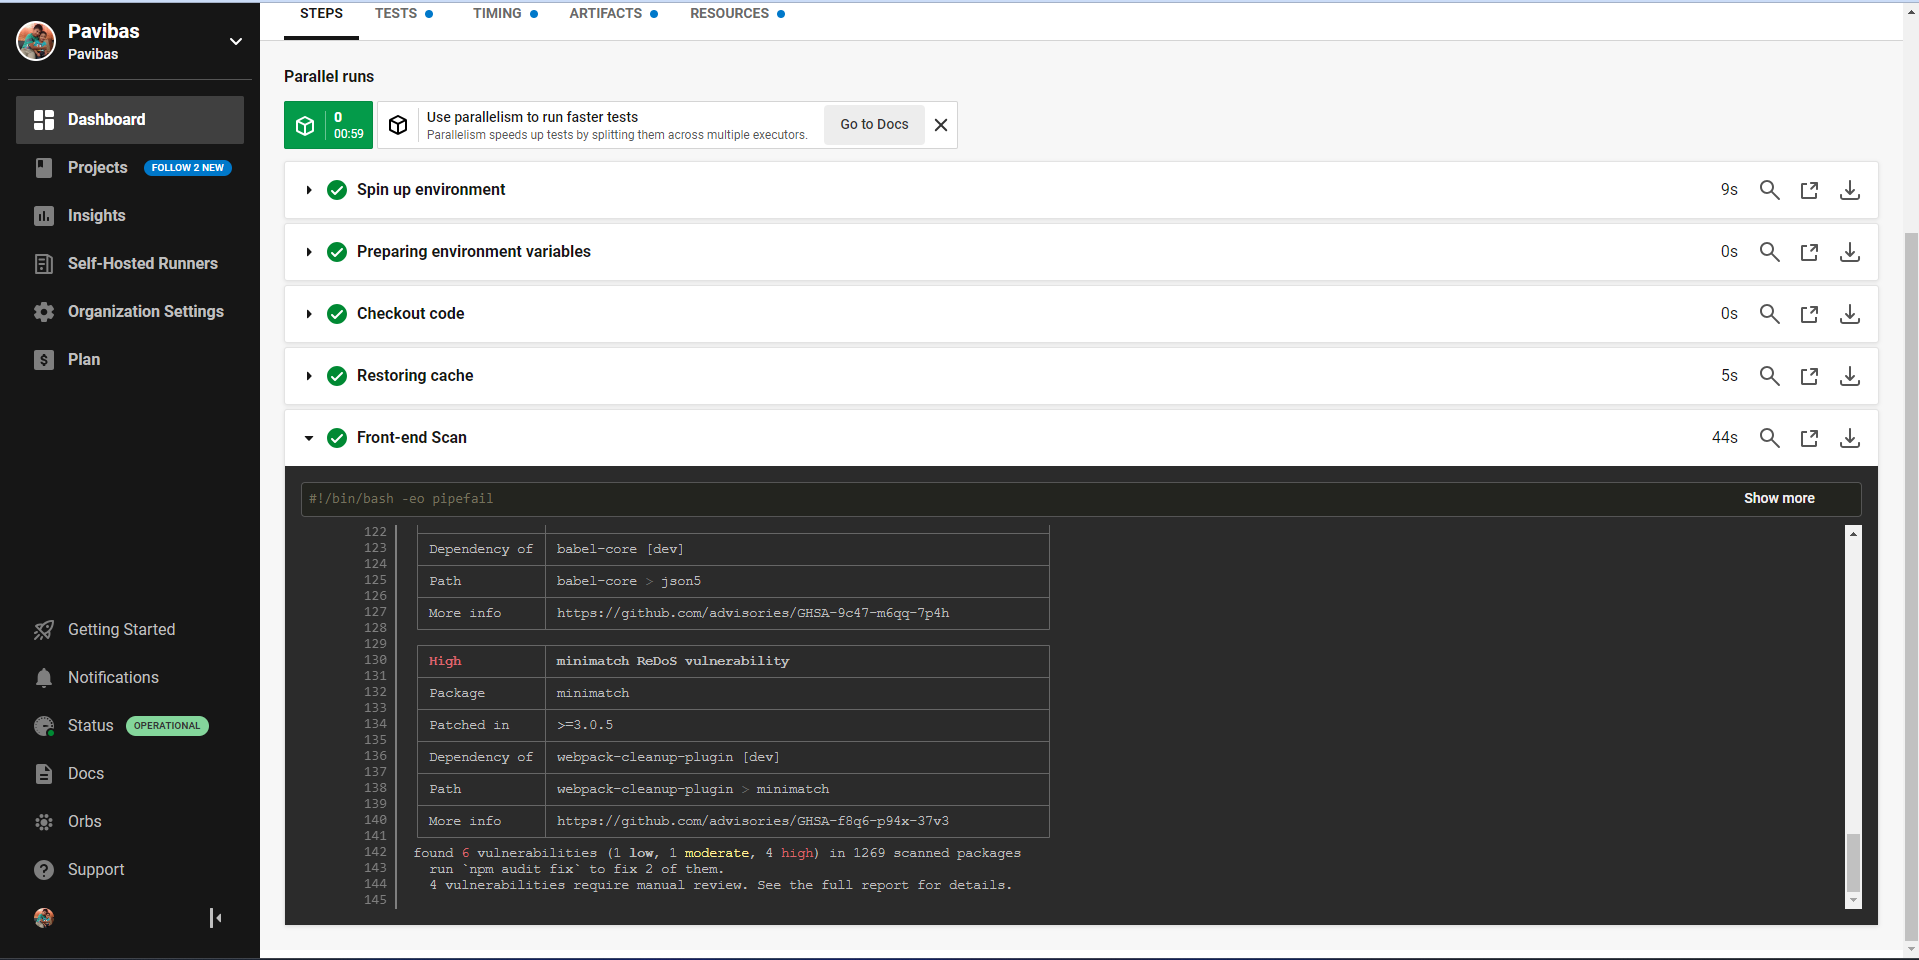 Pavibas
Pavibas
Dashboard
Projects FOLLOW 2 NEW
Insights
Self-Hosted Runners
Organization Settings
Plan
Getting Started
Notifications
Status OPERATIONAL
Docs
Orbs
Support
STEPS TESTS TIMING ARTIFACTS RESOURCES
Parallel runs
0
00:59
Use parallelism to run faster tests
Parallelism speeds up tests by splitting them across multiple executors.
Go to Docs
Spin up environment 9s
Preparing environment variables 0s
Checkout code 0s
Restoring cache 5s
Front-end Scan 44s
#!/bin/bash -eo pipefail Show more
122
123 Dependency of babel-core [dev]
124
125 Path babel-core > json5
126
127 More info https://github.com/advisories/GHSA-9c47-m6qq-7p4h
128
129
130 High minimatch ReDoS vulnerability
131
132 Package minimatch
133
134 Patched in >=3.0.5
135
136 Dependency of webpack-cleanup-plugin [dev]
137
138 Path webpack-cleanup-plugin > minimatch
139
140 More info https://github.com/advisories/GHSA-f8q6-p94x-37v3
141
142 found 6 vulnerabilities (1 low, 1 moderate, 4 high) in 1269 scanned packages
143 run `npm audit fix` to fix 2 of them.
144 4 vulnerabilities require manual review. See the full report for details.
145